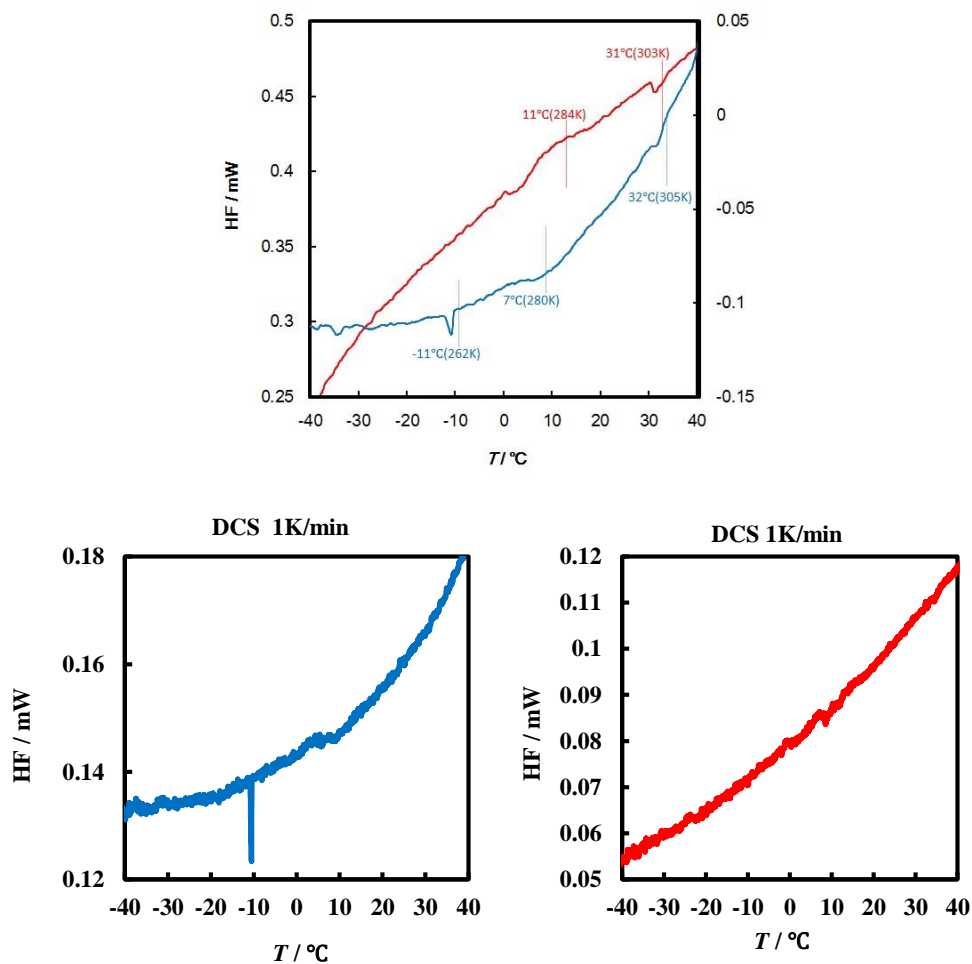 0.5
0.45
0.4
0.35
0.3
0.25
HF / mW
0.05
0
-0.05
-0.1
-0.15
31°C(303K)
11°C(284K)
32°C(305K)
7°C(280K)
-11°C(262K)
-40 -30 -20 -10 0 10 20 30 40
T / °C
DCS 1K/min
0.18
0.16
0.14
0.12
HF / mW
-40 -30 -20 -10 0 10 20 30 40
T / °C
DCS 1K/min
0.12
0.11
0.1
0.09
0.08
0.07
0.06
0.05
HF / mW
-40 -30 -20 -10 0 10 20 30 40
T / °C